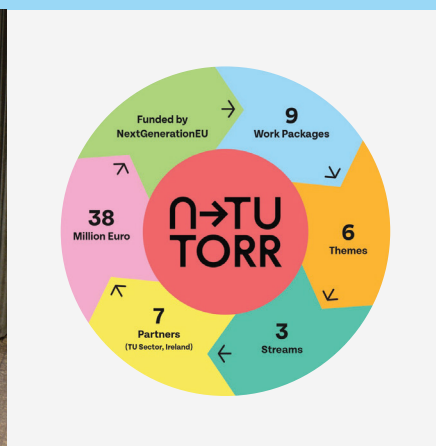 Funded by
NextGenerationEU
9
Work Packages
6
Themes
3
Streams
7
Partners
(TU Sector, Ireland)
38
Million Euro
N→TU
TORR